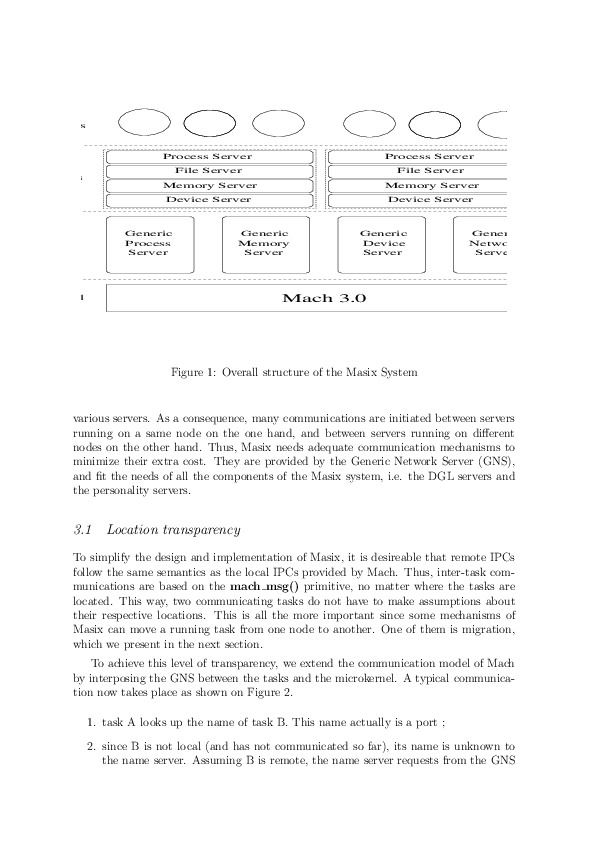 s
Process Server Process Server
File Server File Server
Memory Server Memory Server
Device Server Device Server
Generic Generic Generic Gener
Process Memory Device Netwo
Server Server Server Serve
l
Mach 3.0
Figure 1: Overall structure of the Masix System
various servers. As a consequence, many communications are initiated between servers
running on a same node on the one hand, and between servers running on different
nodes on the other hand. Thus, Masix needs adequate communication mechanisms to
minimize their extra cost. They are provided by the Generic Network Server (GNS),
and fit the needs of all the components of the Masix system, i.e. the DGL servers and
the personality servers.
3.1 Location transparency
To simplify the design and implementation of Masix, it is desireable that remote IPCs
follow the same semantics as the local IPCs provided by Mach. Thus, inter-task com-
munications are based on the mach_msg() primitive, no matter where the tasks are
located. This way, two communicating tasks do not have to make assumptions about
their respective locations. This is all the more important since some mechanisms of
Masix can move a running task from one node to another. One of them is migration,
which we present in the next section.
To achieve this level of transparency, we extend the communication model of Mach
by interposing the GNS between the tasks and the microkernel. A typical communica-
tion now takes place as shown on Figure 2.
1. task A looks up the name of task B. This name actually is a port ;
2. since B is not local (and has not communicated so far), its name is unknown to
the name server. Assuming B is remote, the name server requests from the GNS